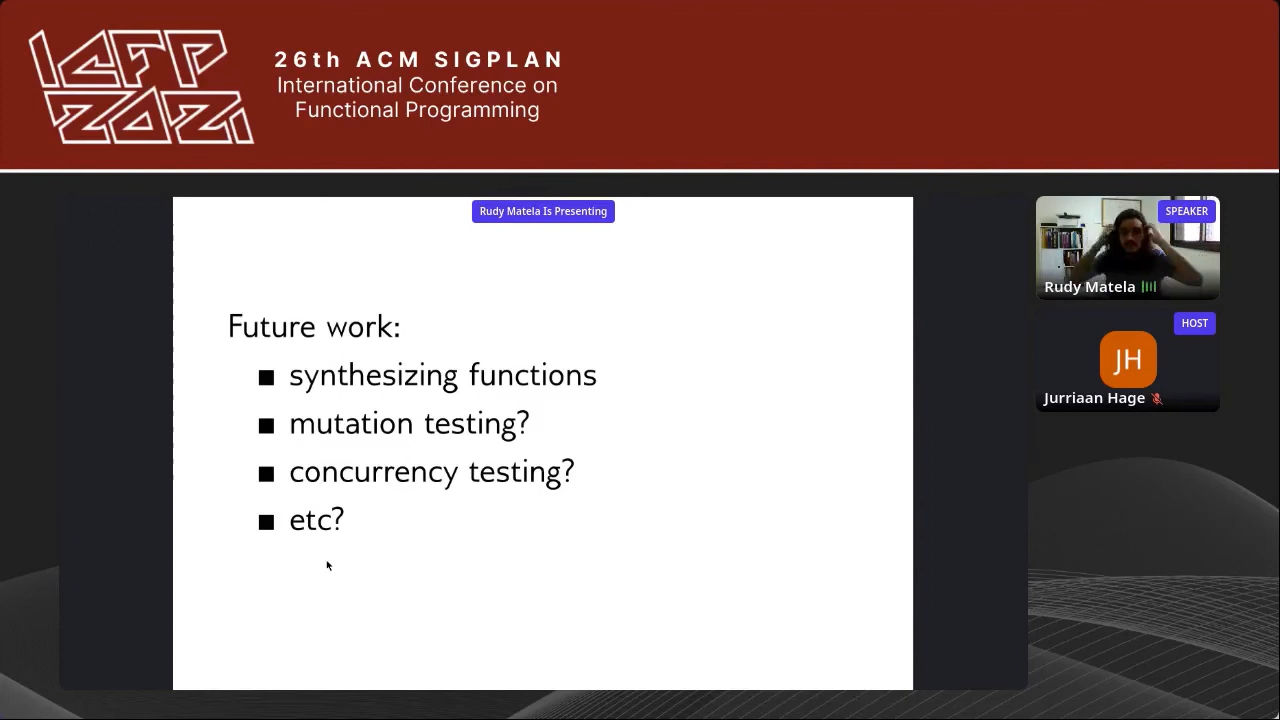 ICFP
2021
26th ACM SIGPLAN
International Conference on
Functional Programming
Rudy Matela Is Presenting
SPEAKER
Rudy Matela
HOST
JH
Jurriaan Hage
Future work:
■ synthesizing functions
■ mutation testing?
■ concurrency testing?
■ etc?